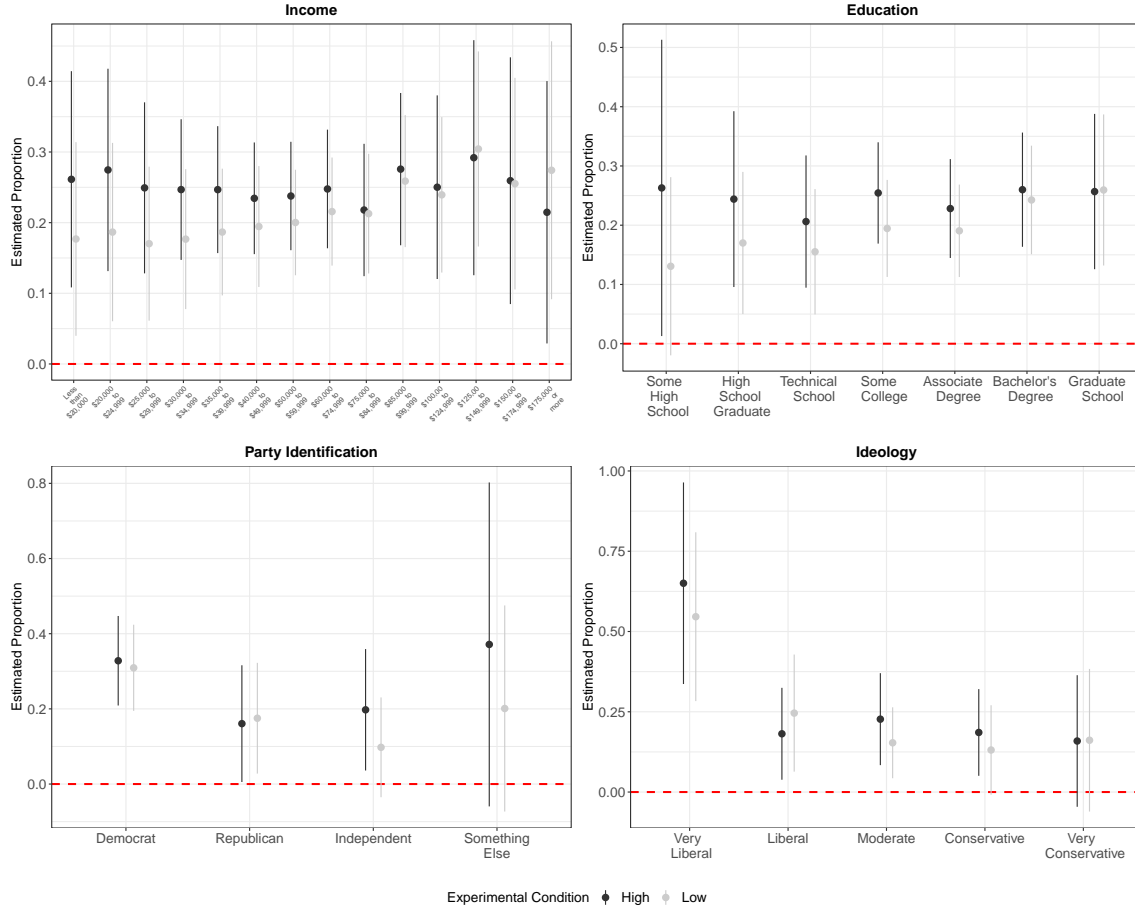 Income
Estimated Proportion
0.4
0.3
0.2
0.1
0.0
Less than $20,000
$20,000 to $24,999
$25,000 to $29,999
$30,000 to $34,999
$35,000 to $39,999
$40,000 to $49,999
$50,000 to $59,999
$60,000 to $74,999
$75,000 to $84,999
$85,000 to $99,999
$100,00 to $124,999
$125,00 to $149,999
$150,00 to $174,999
$175,000 or more
Education
Estimated Proportion
0.5
0.4
0.3
0.2
0.1
0.0
Some High School
High School Graduate
Technical School
Some College
Associate Degree
Bachelor's Degree
Graduate School
Party Identification
Estimated Proportion
0.8
0.6
0.4
0.2
0.0
Democrat
Republican
Independent
Something Else
Ideology
Estimated Proportion
1.00
0.75
0.50
0.25
0.00
Very Liberal
Liberal
Moderate
Conservative
Very Conservative
Experimental Condition High Low